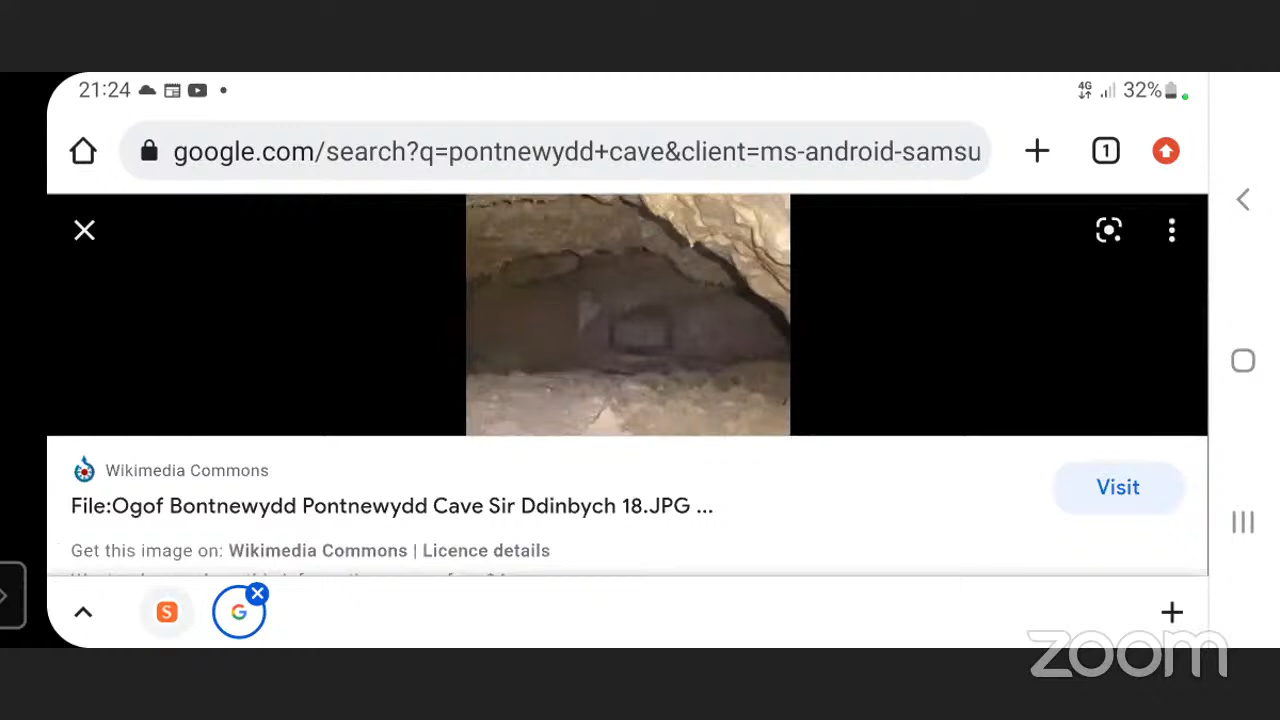 21:24
4G 32%
google.com/search?q=pontnewydd+cave&client=ms-android-samsu
1
Wikimedia Commons
File:Ogof Bontnewydd Pontnewydd Cave Sir Ddinbych 18.JPG ...
Visit
Get this image on: Wikimedia Commons | Licence details
S
G
zoom